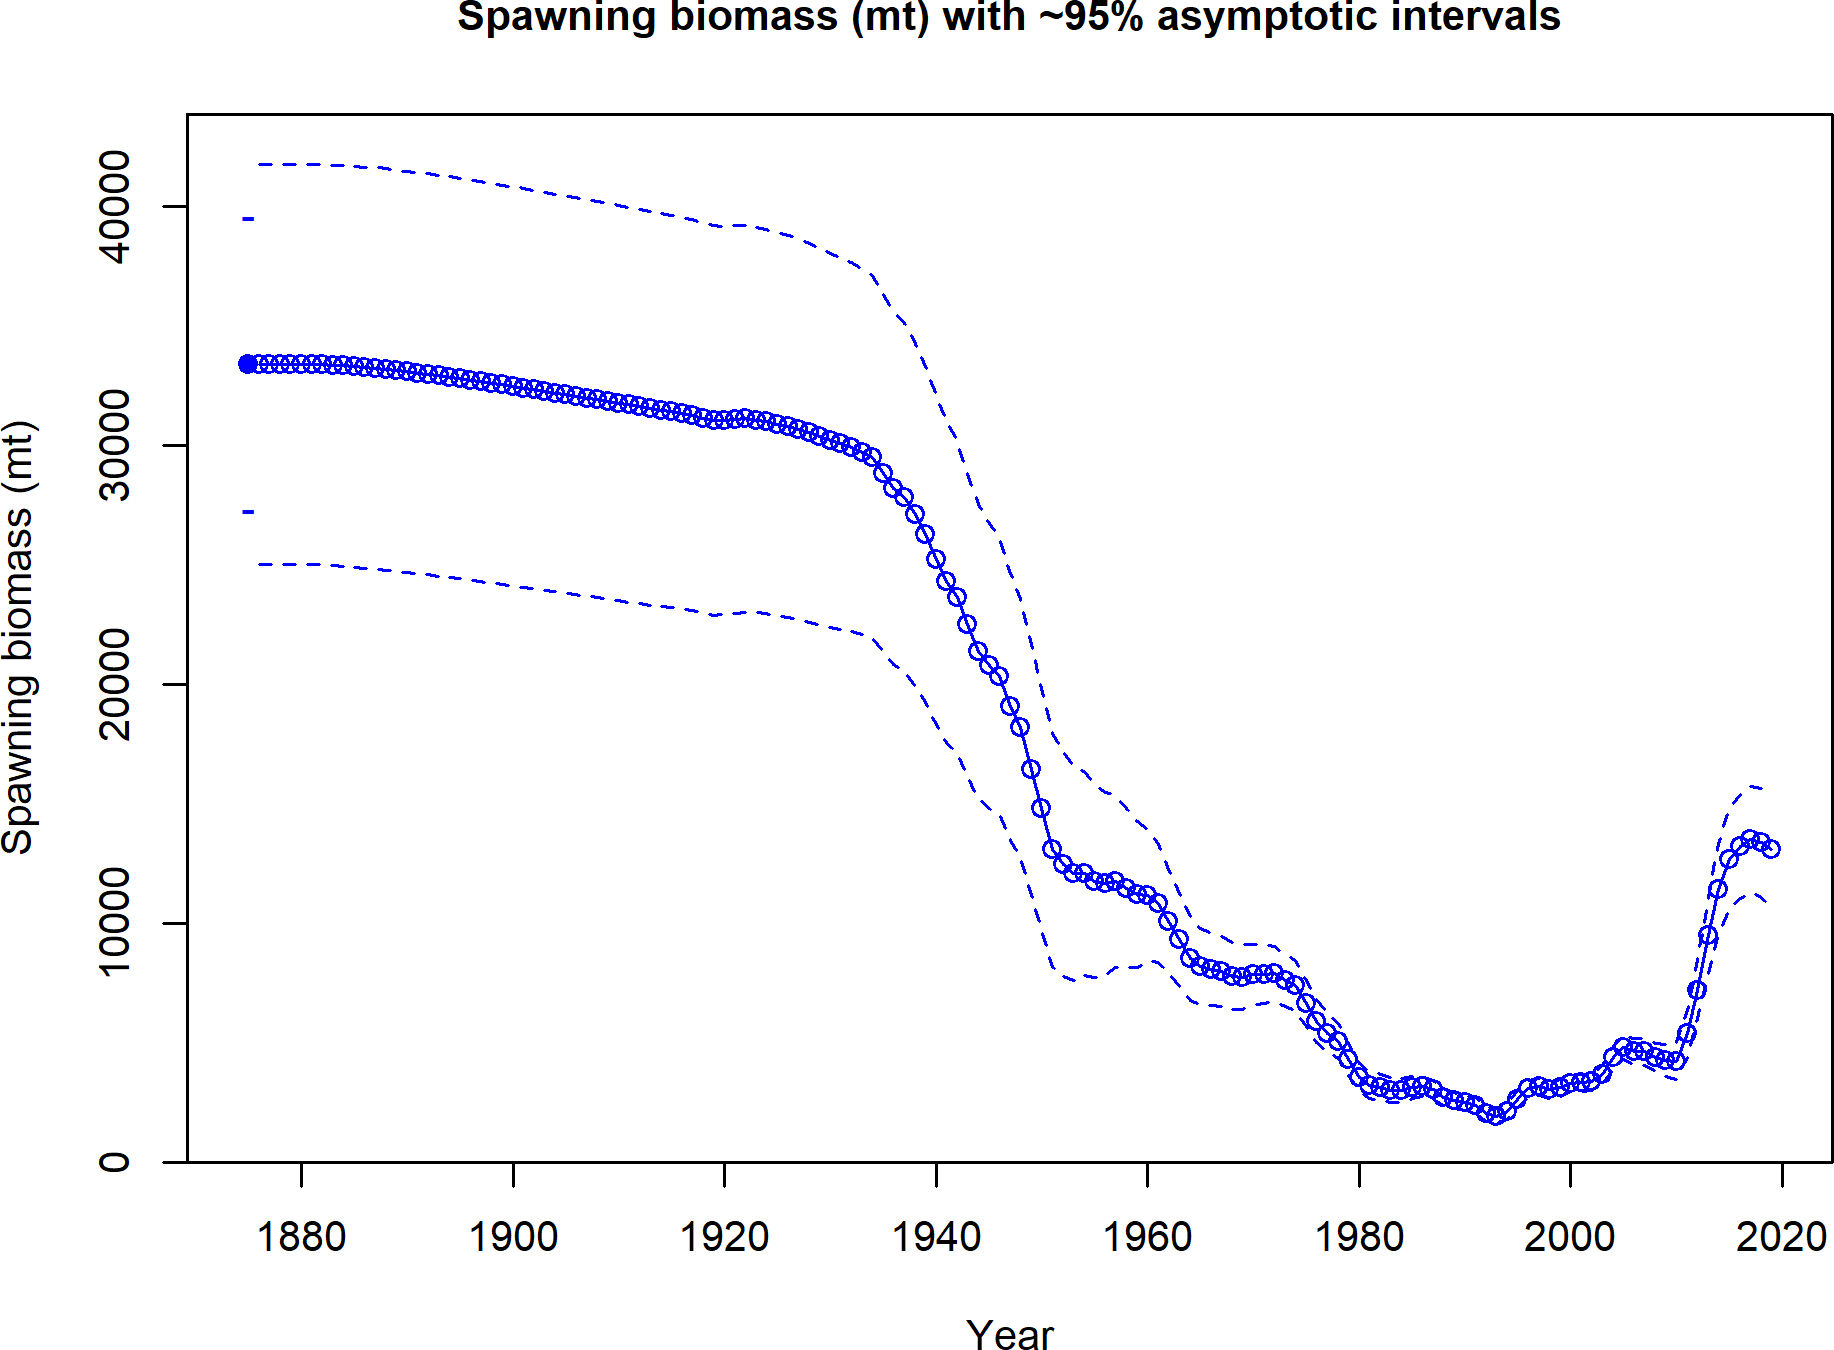 Spawning biomass (mt) with ~95% asymptotic intervals
Spawning biomass (mt)
40000
30000
20000
10000
0
1880 1900 1920 1940 1960 1980 2000 2020
Year